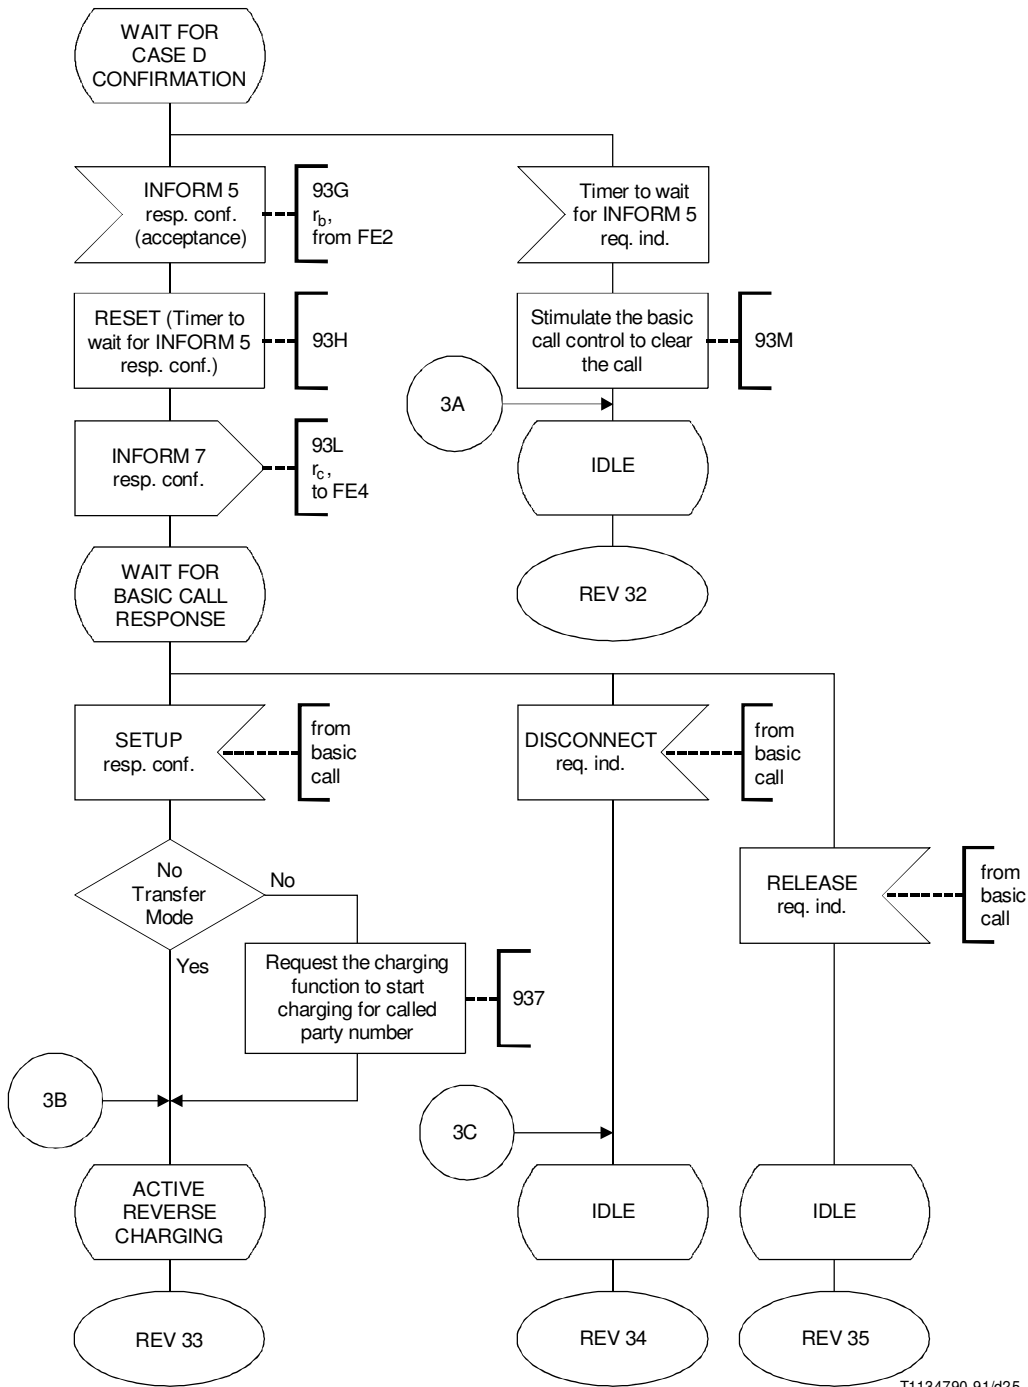 WAIT FOR
CASE D
CONFIRMATION
INFORM 5
resp. conf.
(acceptance)
93G
rb,
from FE2
Timer to wait
for INFORM 5
req. ind.
RESET (Timer to
wait for INFORM 5
resp. conf.)
93H
Stimulate the basic
call control to clear
the call
93M
3A
INFORM 7
resp. conf.
93L
rc,
to FE4
IDLE
WAIT FOR
BASIC CALL
RESPONSE
REV 32
SETUP
resp. conf.
from
basic
call
DISCONNECT
req. ind.
from
basic
call
No
Transfer
Mode
No
Yes
RELEASE
req. ind.
from
basic
call
Request the charging
function to start
charging for called
party number
937
3B
3C
ACTIVE
REVERSE
CHARGING
IDLE
IDLE
REV 33
REV 34
REV 35
T1134790-91/d25